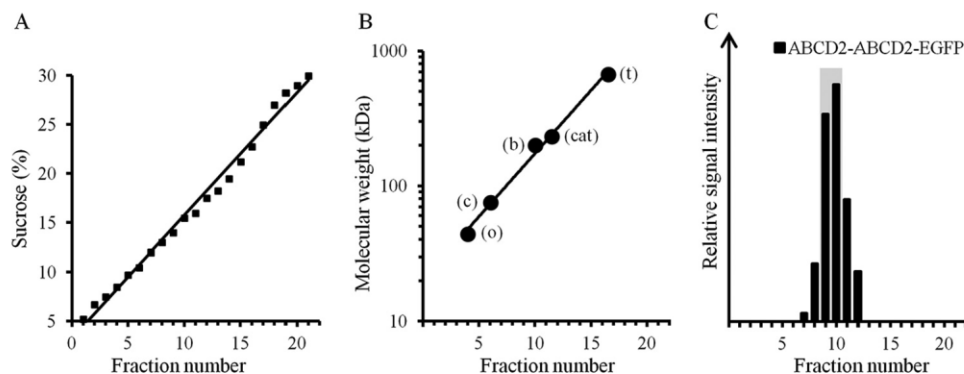 A
Sucrose (%)
30
25
20
15
10
5
0 5 10 15 20
Fraction number
B
Molecular weight (kDa)
1000
100
10
(t)
(cat)
(b)
(c)
(o)
5 10 15 20
Fraction number
C
Relative signal intensity
ABCD2-ABCD2-EGFP
5 10 15 20
Fraction number